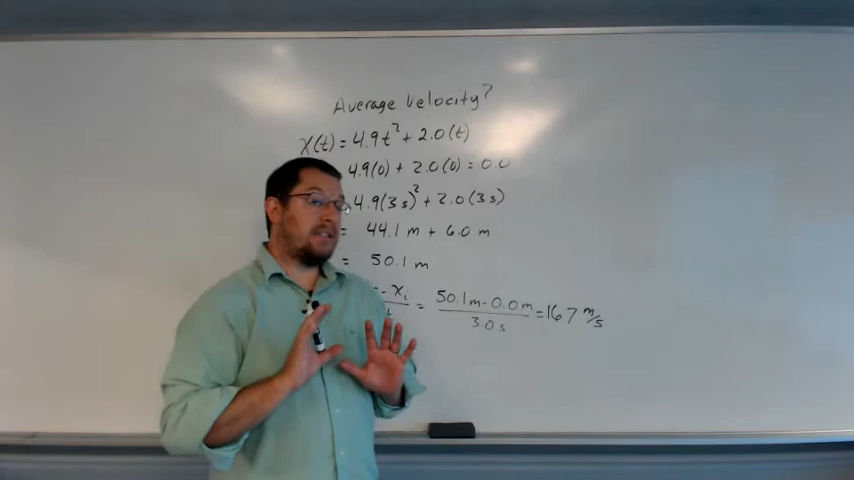 Average Velocity?
x(t) = 4.9t² + 2.0(t)
4.9(0) + 2.0(0) = 0.0
4.9(3s)² + 2.0(3s)
= 44.1 m + 6.0 m
= 50.1 m
- xᵢ / t = 50.1m - 0.0m / 3.0s = 16.7 m/s